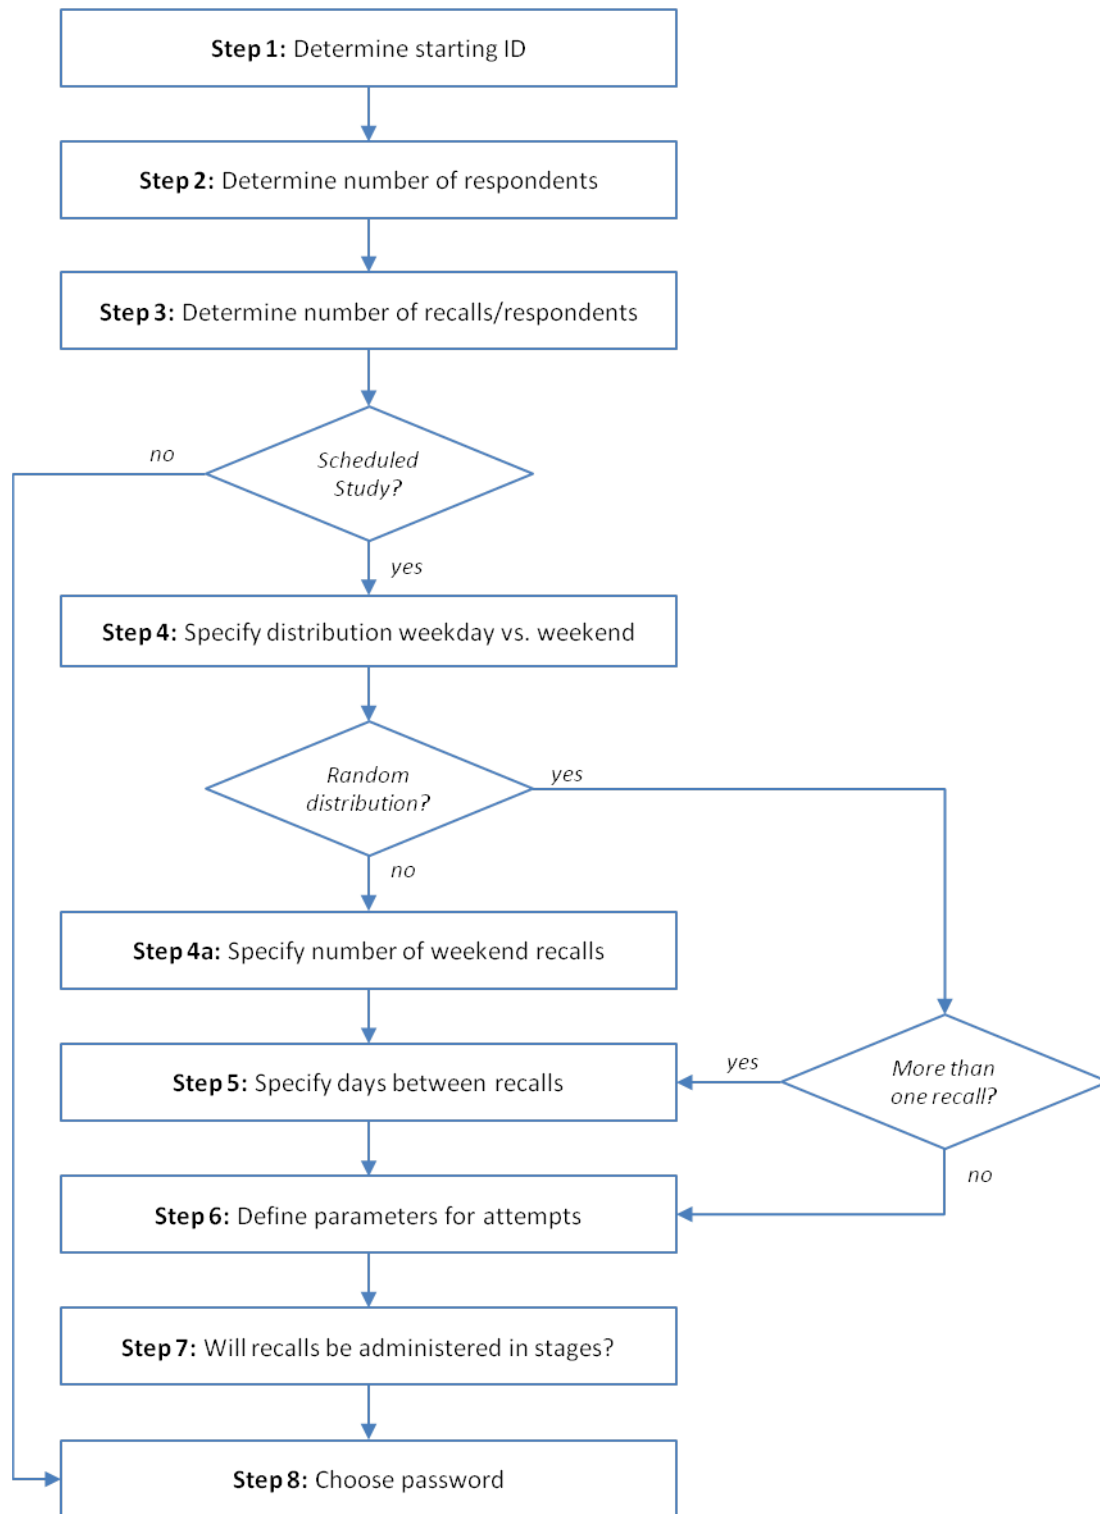 Step 1: Determine starting ID
Step 2: Determine number of respondents
Step 3: Determine number of recalls/respondents
no
Scheduled
Study?
yes
Step 4: Specify distribution weekday vs. weekend
Random
distribution?
yes
no
Step 4a: Specify number of weekend recalls
Step 5: Specify days between recalls
yes
More than
one recall?
no
Step 6: Define parameters for attempts
Step 7: Will recalls be administered in stages?
Step 8: Choose password